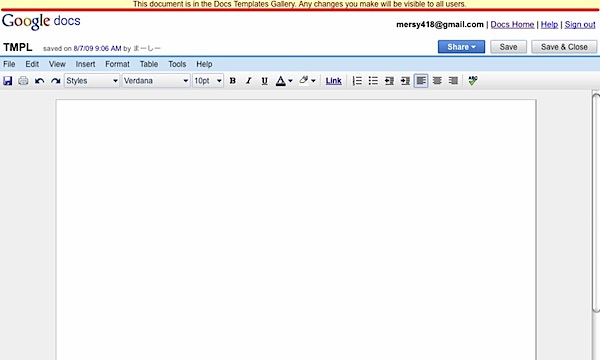 This document is in the Docs Templates Gallery. Any changes you make will be visible to all users.
Google docs
mersy418@gmail.com | Docs Home | Help | Sign out
TMPL saved on 8/7/09 9:06 AM by まーしー
Share Save Save & Close
File Edit View Insert Format Table Tools Help
Styles Verdana 10pt B I U A Link ABC